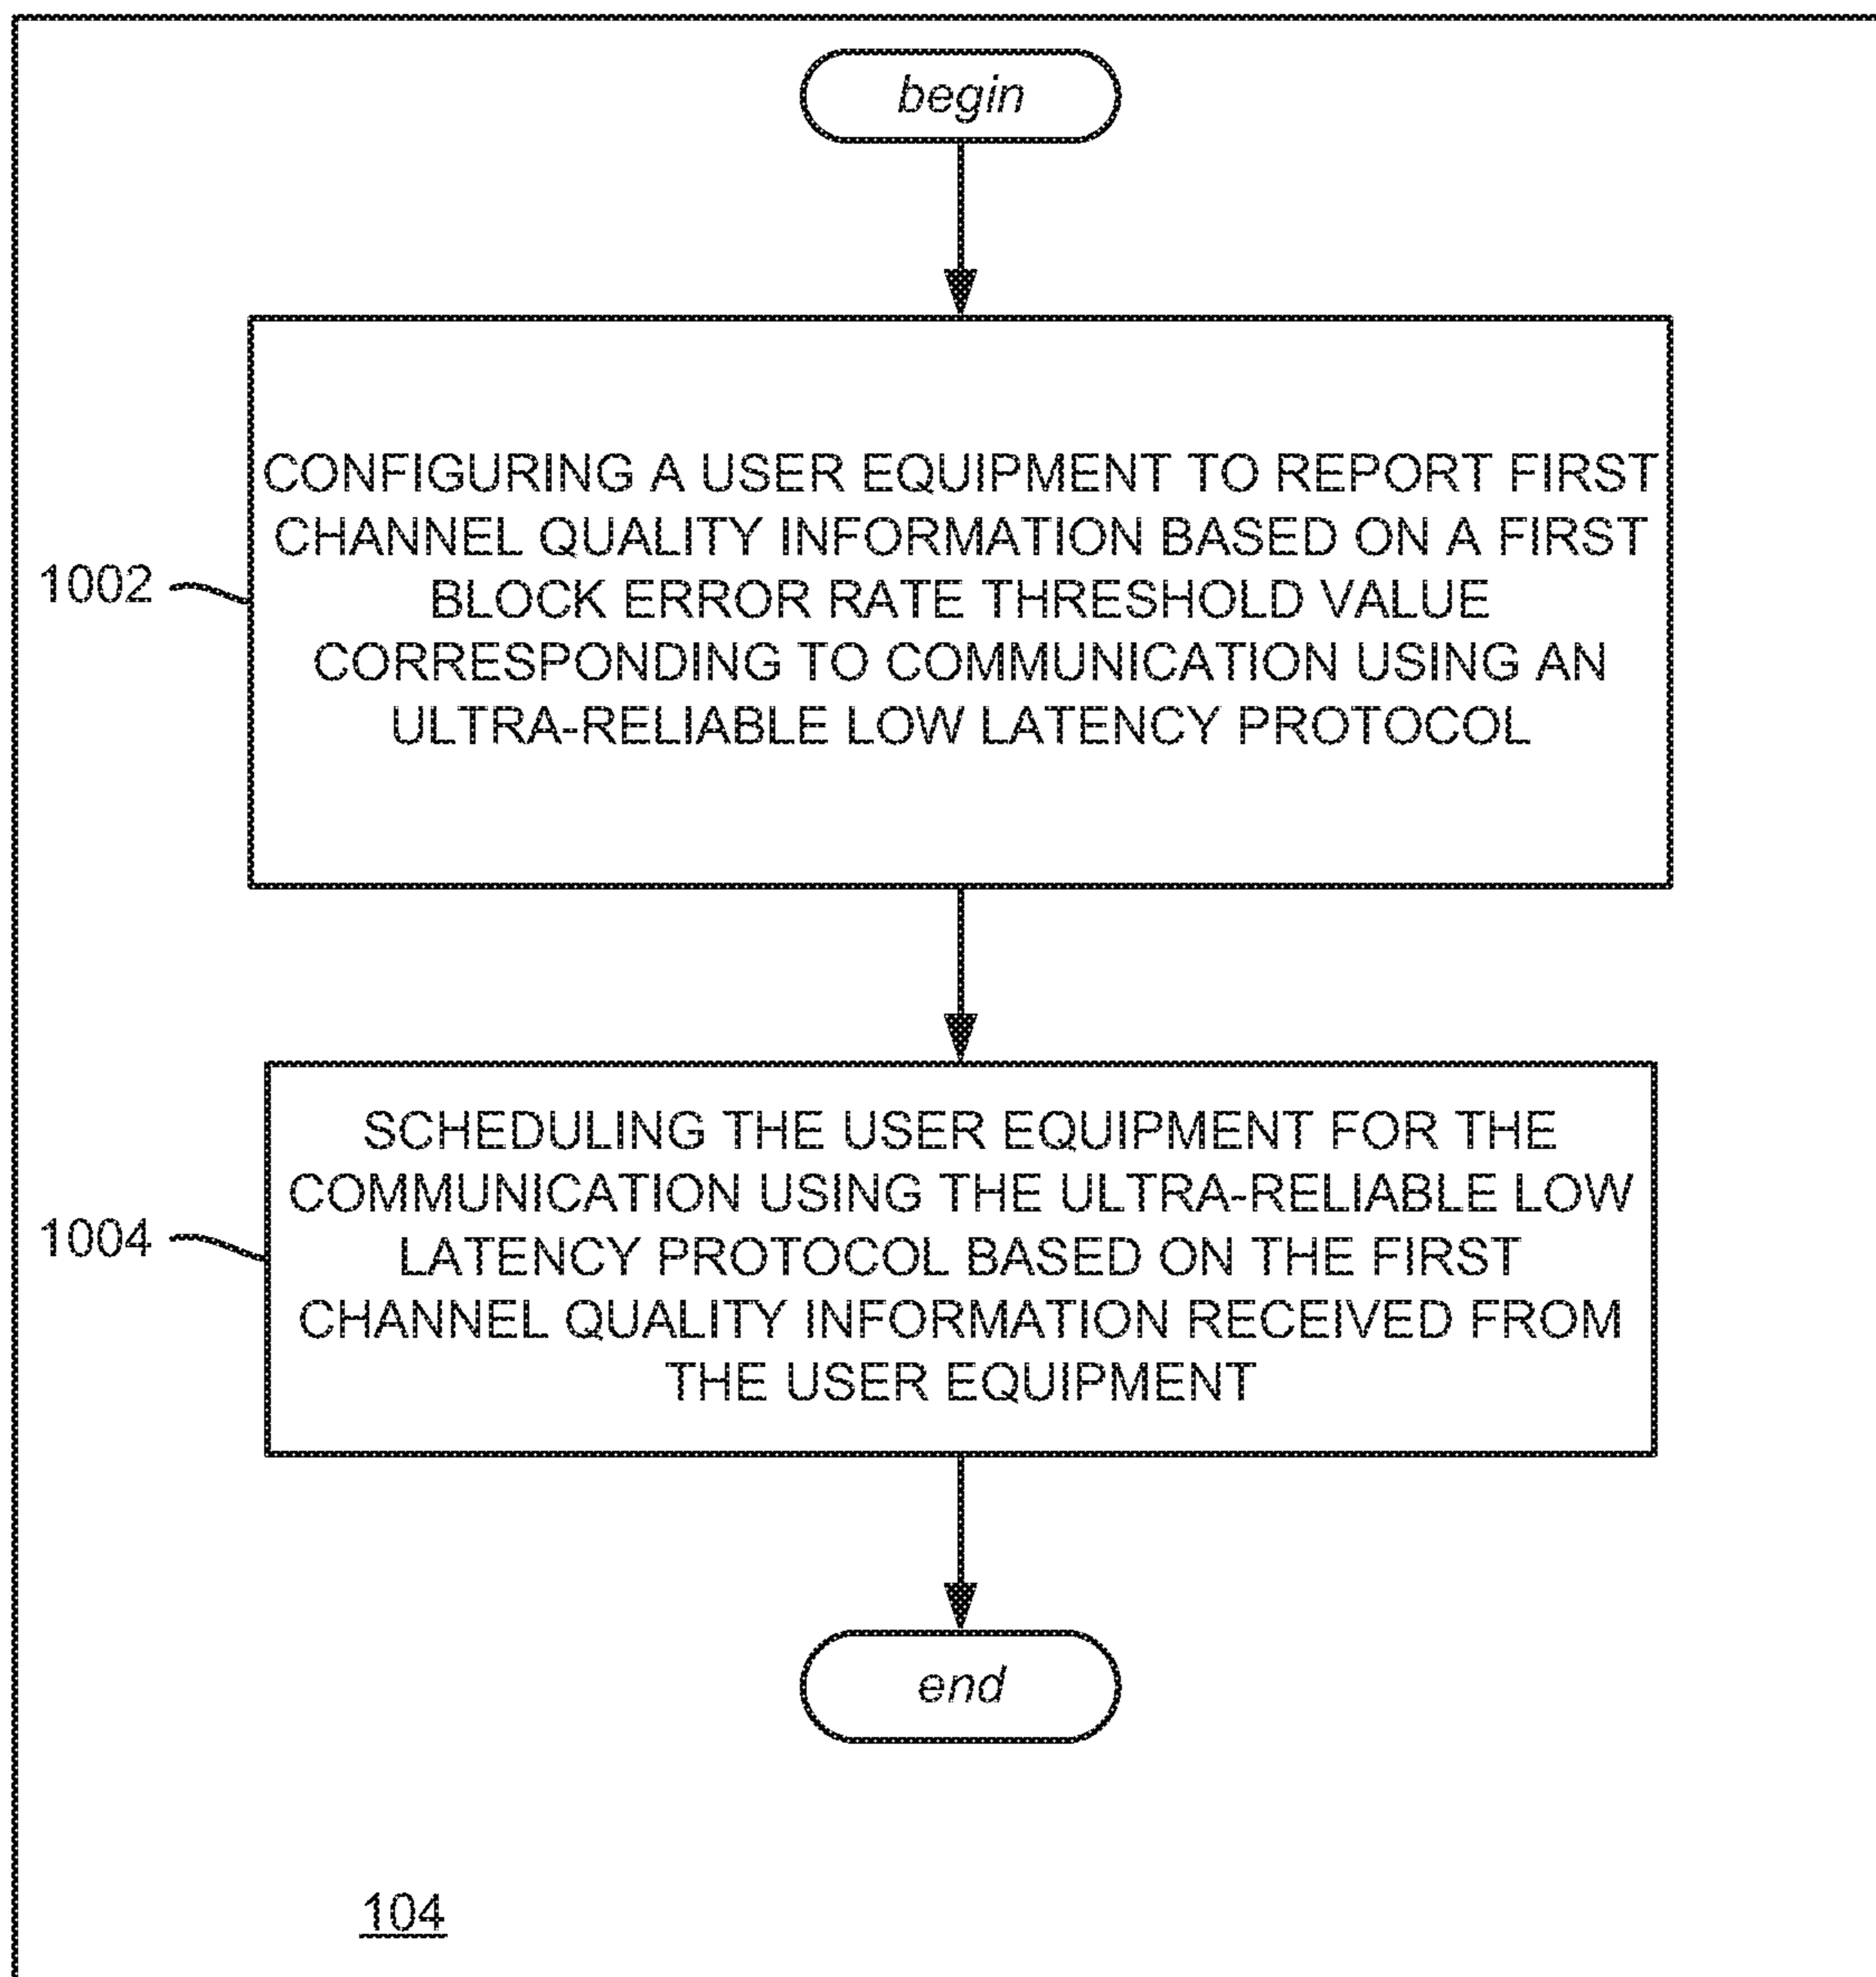 begin
CONFIGURING A USER EQUIPMENT TO REPORT FIRST
CHANNEL QUALITY INFORMATION BASED ON A FIRST
BLOCK ERROR RATE THRESHOLD VALUE
CORRESPONDING TO COMMUNICATION USING AN
ULTRA-RELIABLE LOW LATENCY PROTOCOL
1002
SCHEDULING THE USER EQUIPMENT FOR THE
COMMUNICATION USING THE ULTRA-RELIABLE LOW
LATENCY PROTOCOL BASED ON THE FIRST
CHANNEL QUALITY INFORMATION RECEIVED FROM
THE USER EQUIPMENT
1004
end
104